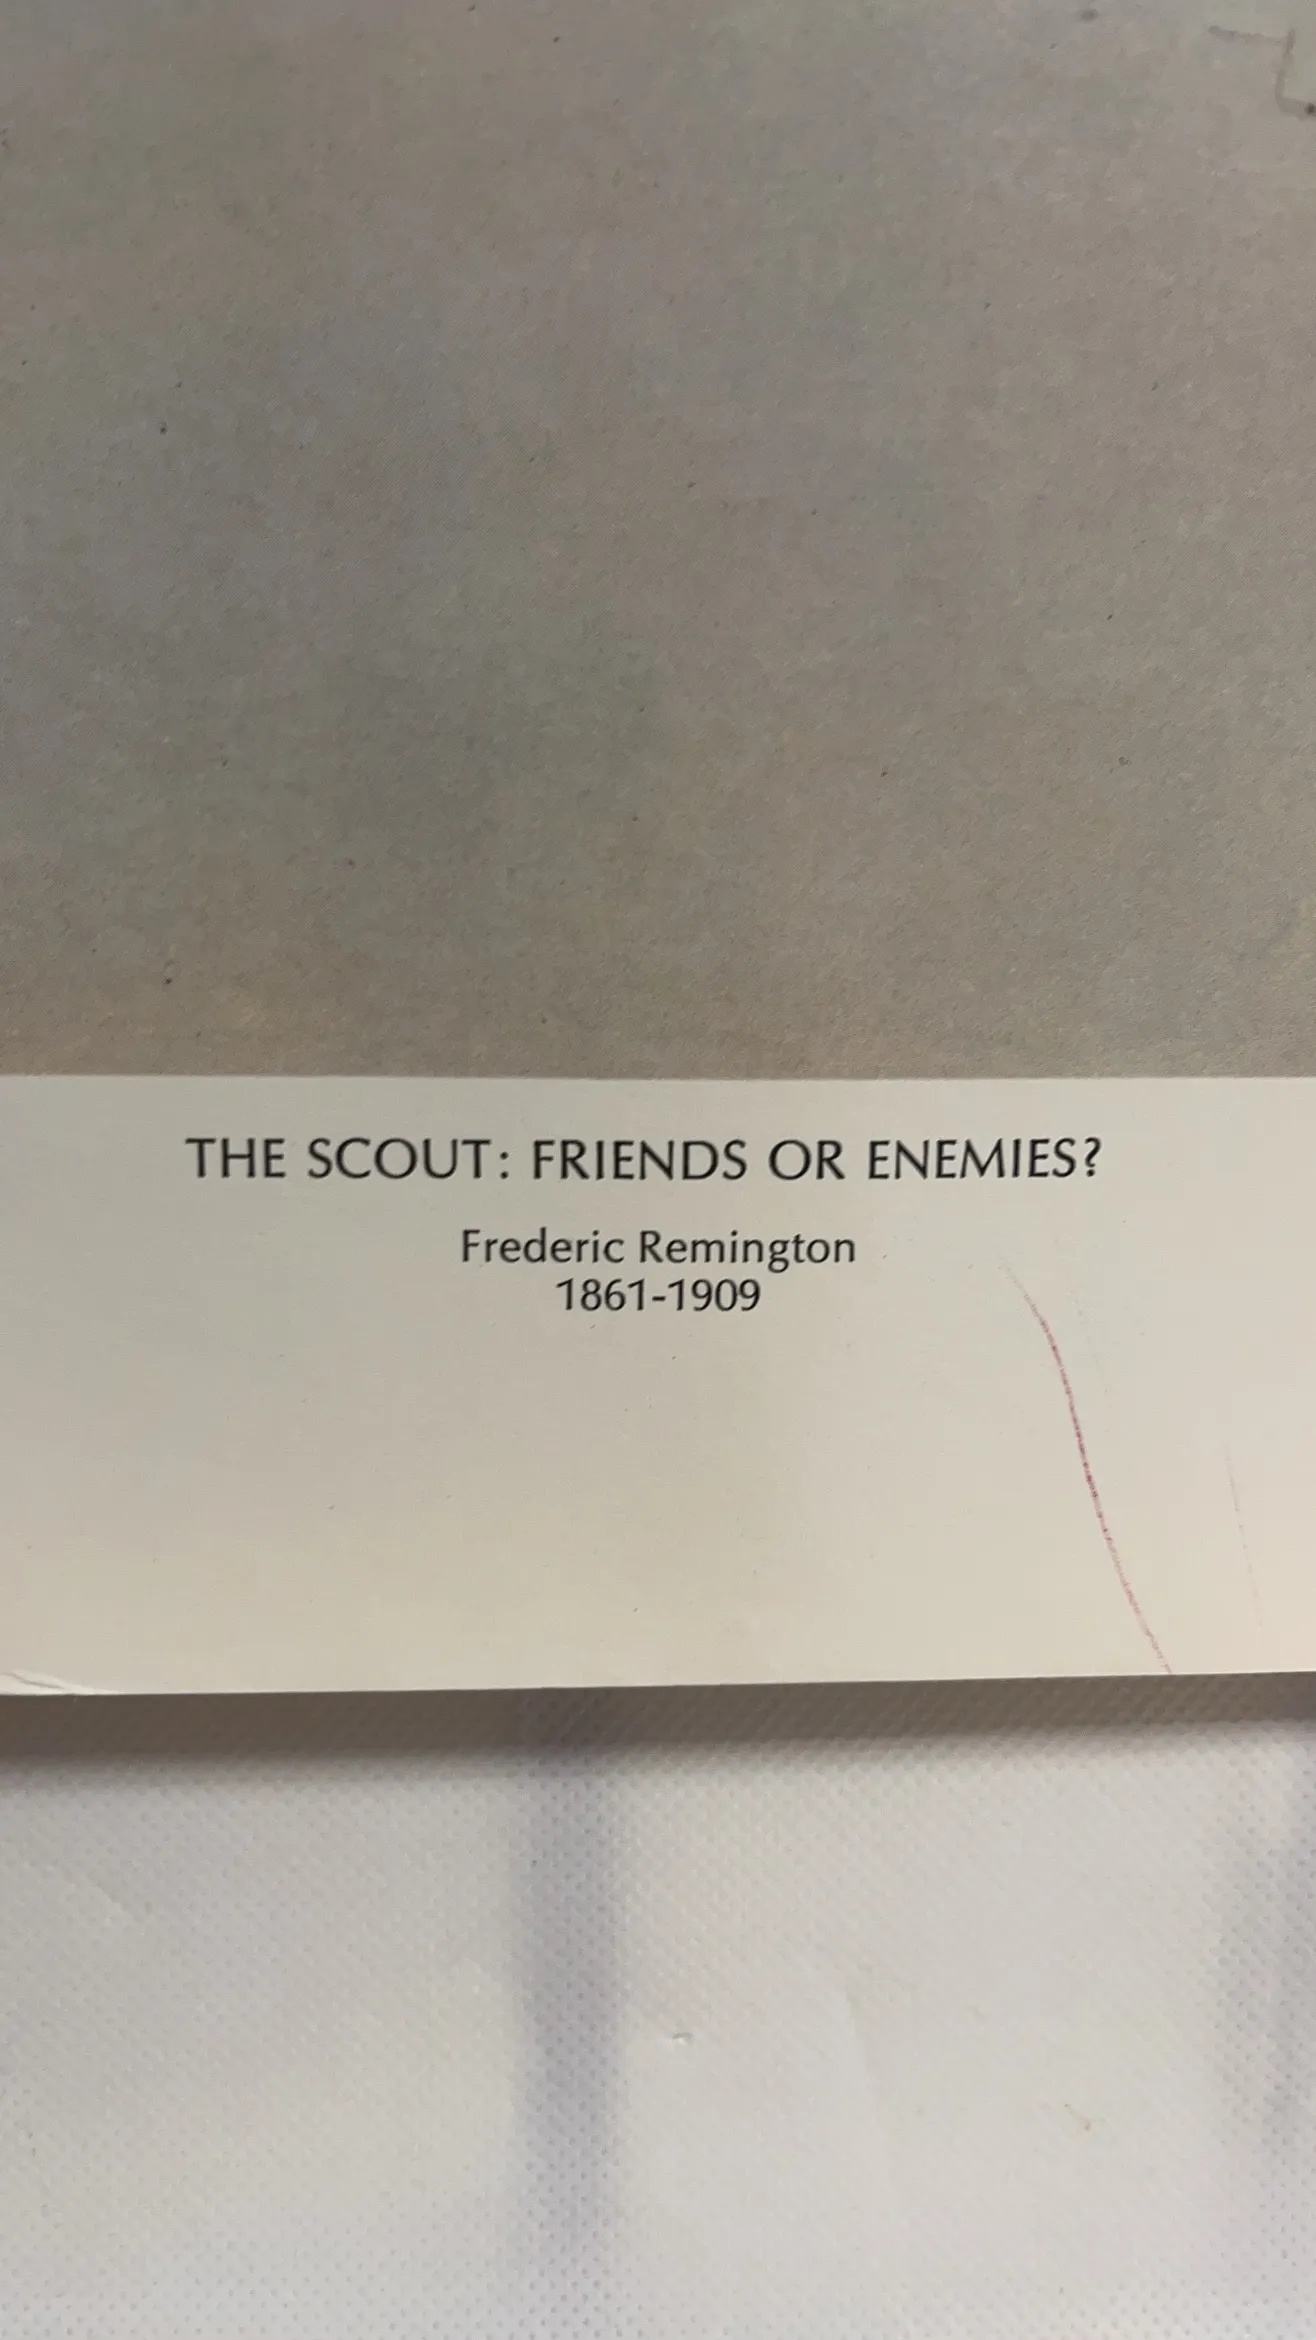 THE SCOUT: FRIENDS OR ENEMIES?
Frederic Remington
1861-1909